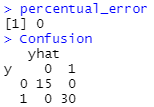 > percentual_error
[1] 0
> Confusion
   yhat
y    0  1
  0 15  0
  1  0 30